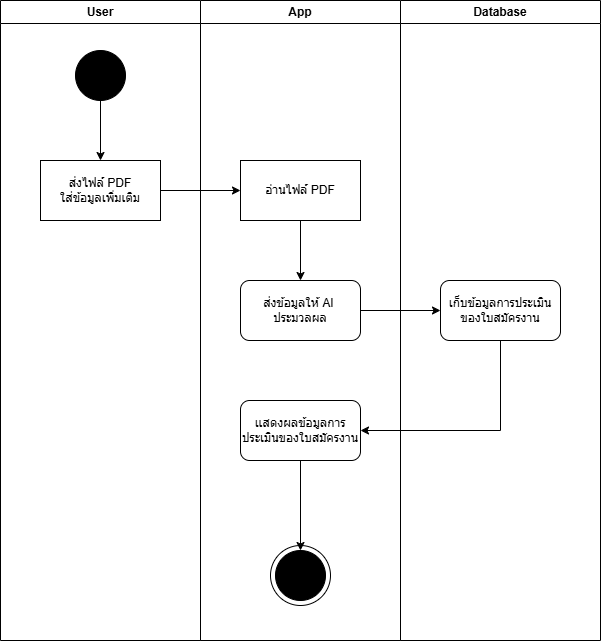 User
App
Database
ส่งไฟล์ PDF
ใส่ข้อมูลเพิ่มเติม
อ่านไฟล์ PDF
ส่งข้อมูลให้ AI
ประมวลผล
เก็บข้อมูลการประเมิน
ของใบสมัครงาน
แสดงผลข้อมูลการ
ประเมินของใบสมัครงาน